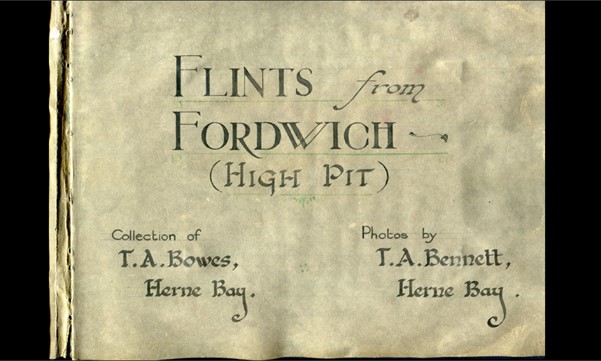 FLINTS from
FORDWICH
(HIGH PIT)
Collection of
T.A. Bowes,
Herne Bay.
Photos by
T.A. Bennett,
Herne Bay.